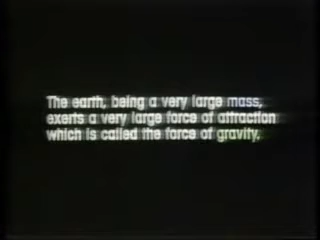 The earth, being a very large mass,
exerts a very large force of attraction
which is called the force of gravity.